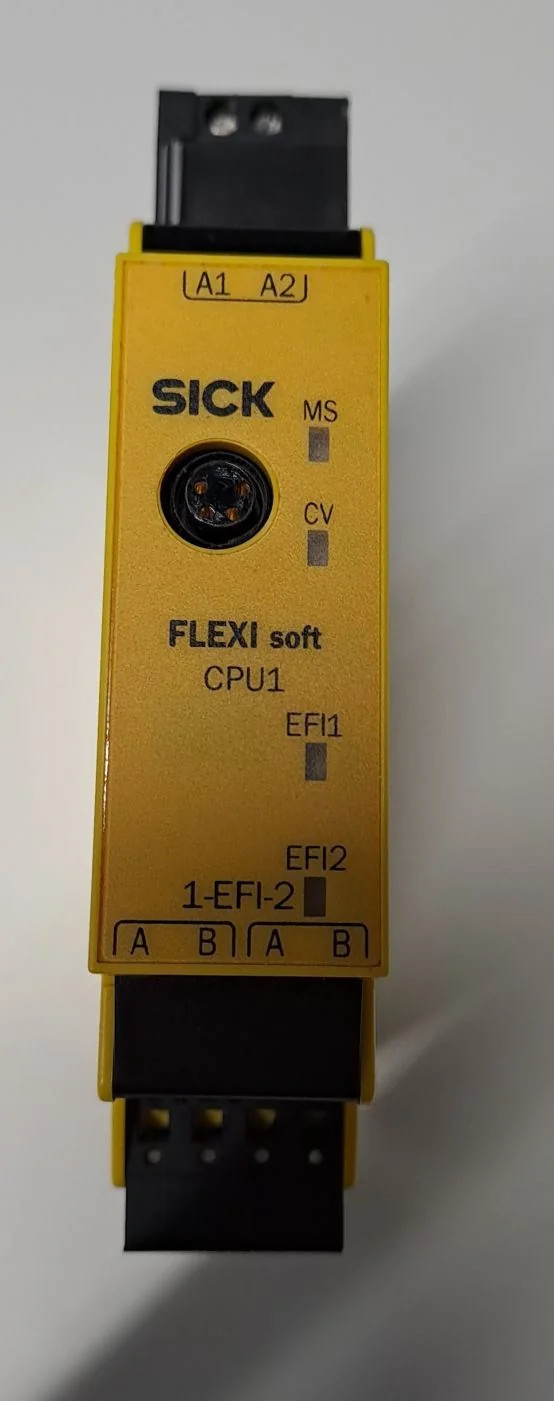 A1 A2
SICK
MS
CV
FLEXI soft
CPU1
EFI1
EFI2
1-EFI-2
A B A B